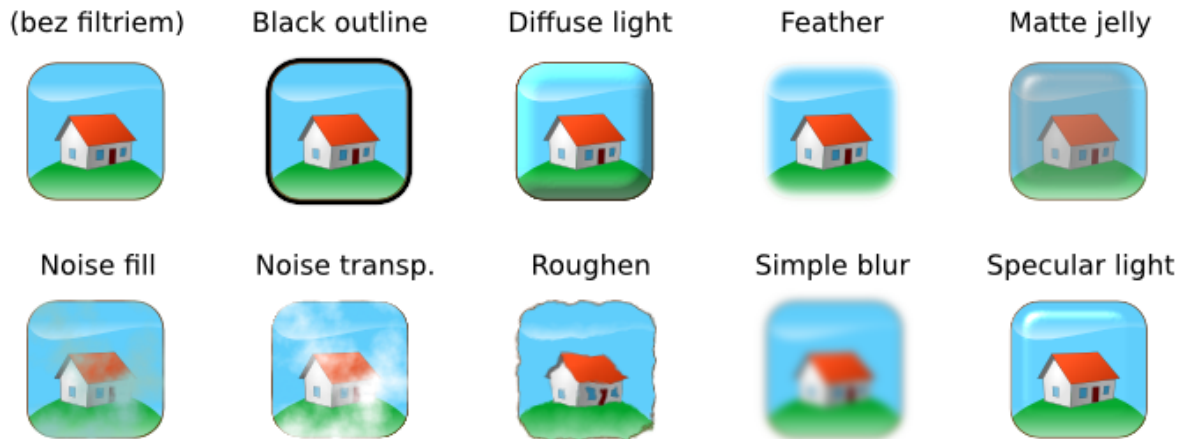 (bez filtriem)
Black outline
Diffuse light
Feather
Matte jelly
Noise fill
Noise transp.
Roughen
Simple blur
Specular light